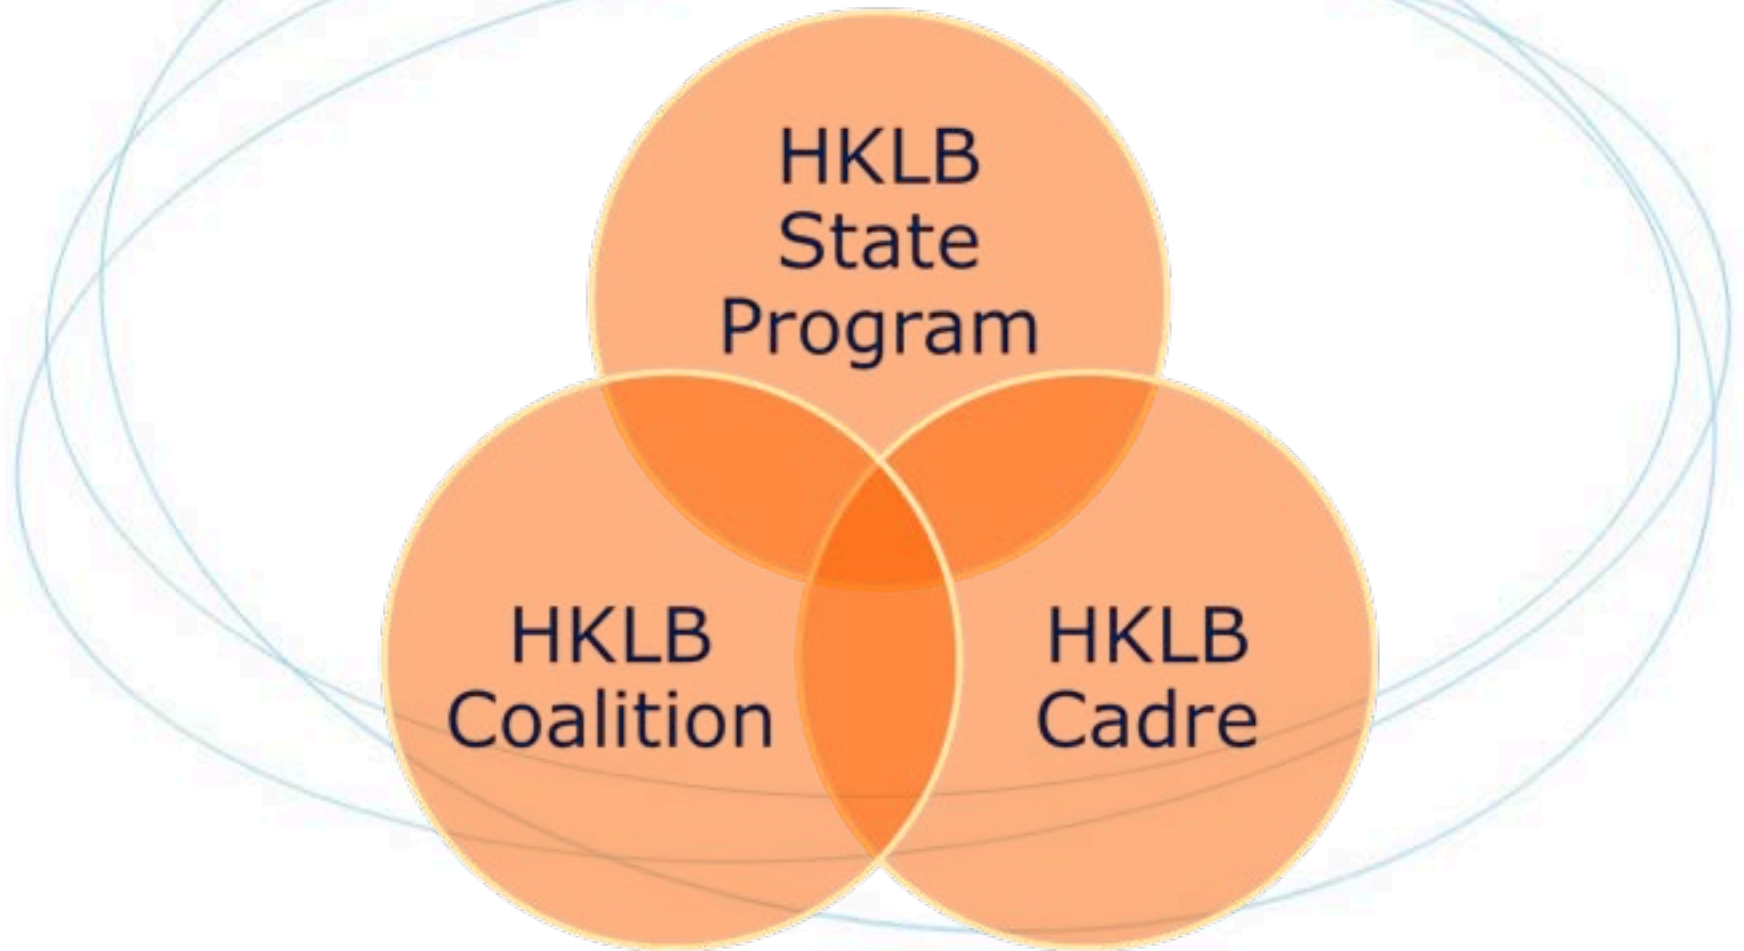 HKLB
State
Program
HKLB
Coalition
HKLB
Cadre